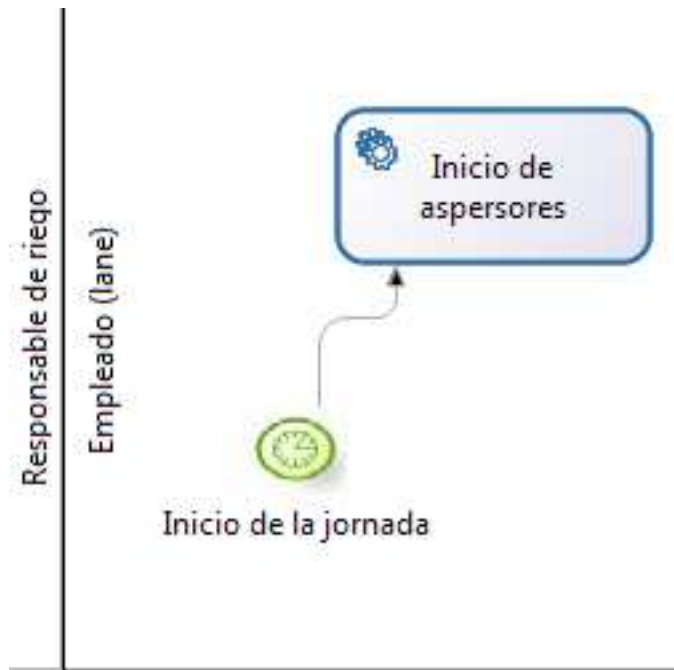 Responsable de riego
Empleado (lane)
Inicio de
aspersores
Inicio de la jornada